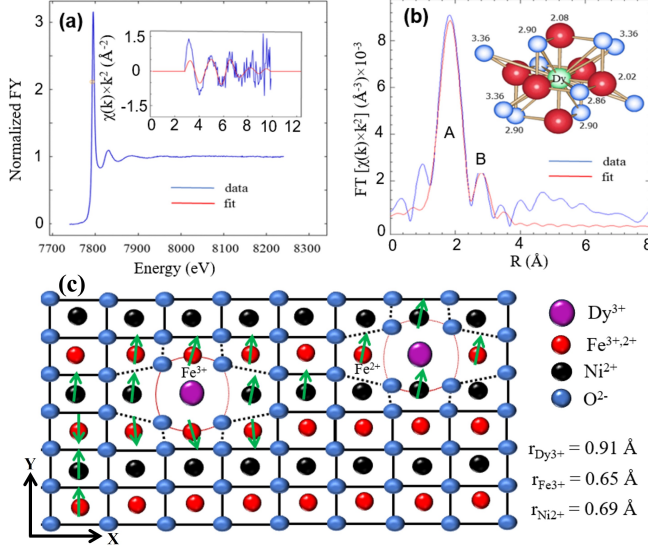 (a)
Normalized FY
3
2
1
0
7700 7800 7900 8000 8100 8200 8300
Energy (eV)
data
fit
χ(k)×k² (Å⁻²)
1.5
0
-1.5
0 2 4 6 8 10 12
(b)
FT [χ(k)×k²] (Å⁻³)×10⁻³
8
6
4
2
0
0 2 4 6 8
R (Å)
A
B
data
fit
2.08
2.90
3.36
3.36
Dy
2.02
3.36
2.86
2.90
2.90
(c)
Fe³⁺
Fe²⁺
Y
X
Dy³⁺
Fe³⁺,²⁺
Ni²⁺
O²⁻
r_Dy3+ = 0.91 Å
r_Fe3+ = 0.65 Å
r_Ni2+ = 0.69 Å